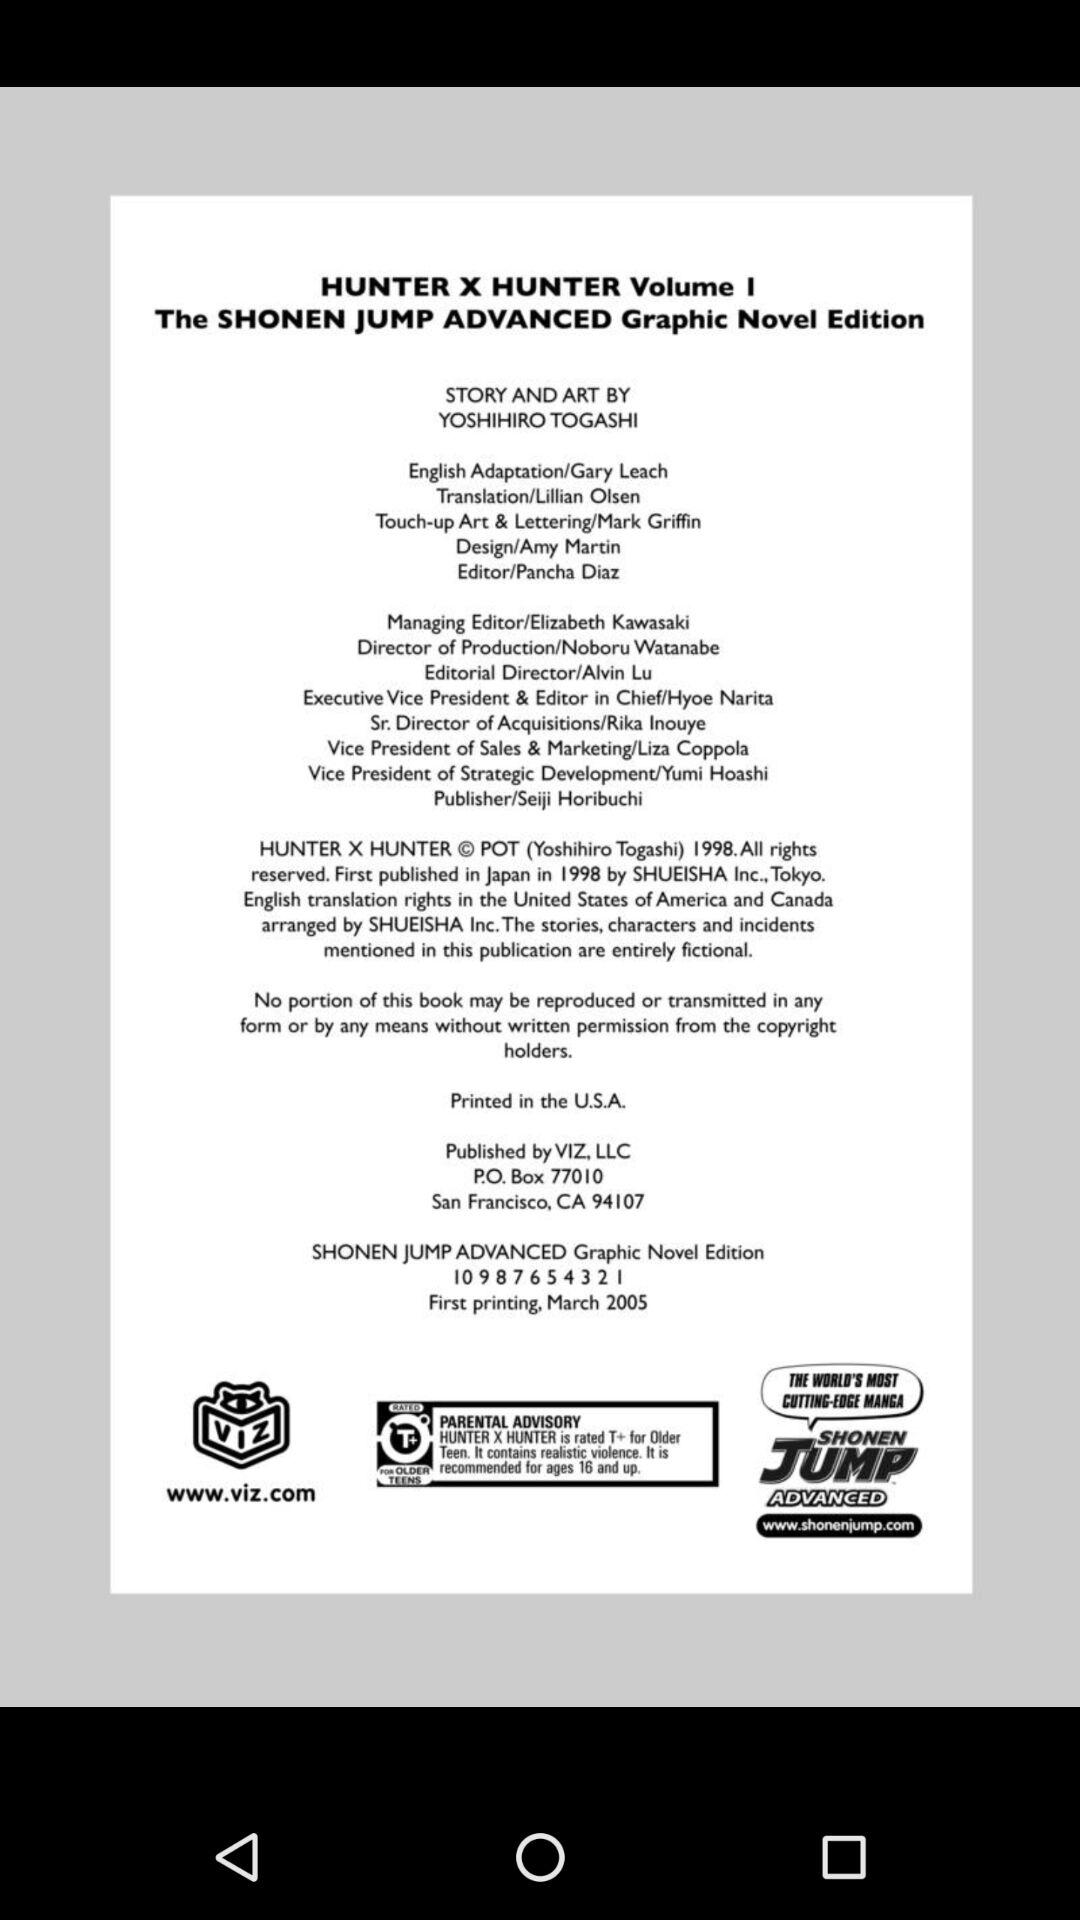 HUNTER X HUNTER Volume 1
The SHONEN JUMP ADVANCED Graphic Novel Edition
STORY AND ART BY
YOSHIHIRO TOGASHI
English Adaptation/Gary Leach
Translation/Lillian Olsen
Touch-up Art & Lettering/Mark Griffin
Design/Amy Martin
Editor/Pancha Diaz
Managing Editor/Elizabeth Kawasaki
Director of Production/Noboru Watanabe
Editorial Director/Alvin Lu
Executive Vice President & Editor in Chief/Hyoe Narita
Sr. Director of Acquisitions/Rika Inouye
Vice President of Sales & Marketing/Liza Coppola
Vice President of Strategic Development/Yumi Hoashi
Publisher/Seiji Horibuchi
HUNTER X HUNTER © POT (Yoshihiro Togashi) 1998. All rights
reserved. First published in Japan in 1998 by SHUEISHA Inc., Tokyo.
English translation rights in the United States of America and Canada
arranged by SHUEISHA Inc. The stories, characters and incidents
mentioned in this publication are entirely fictional.
No portion of this book may be reproduced or transmitted in any
form or by any means without written permission from the copyright
holders.
Printed in the U.S.A.
Published by VIZ, LLC
P.O. Box 77010
San Francisco, CA 94107
SHONEN JUMP ADVANCED Graphic Novel Edition
10 9 8 7 6 5 4 3 2 1
First printing, March 2005
VIZ
www.viz.com
RATED
T+
FOR OLDER
TEENS
PARENTAL ADVISORY
HUNTER X HUNTER is rated T+ for Older
Teen. It contains realistic violence. It is
recommended for ages 16 and up.
THE WORLD'S MOST
CUTTING-EDGE MANGA
SHONEN
JUMP
ADVANCED
www.shonenjump.com